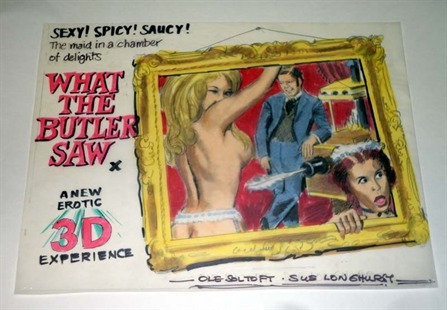 SEXY! SPICY! SAUCY!
The maid in a chamber
of delights
WHAT
THE
BUTLER
SAW
X
A NEW
EROTIC
3D
EXPERIENCE
OLE SOLTOFT - SUE LONGHURST